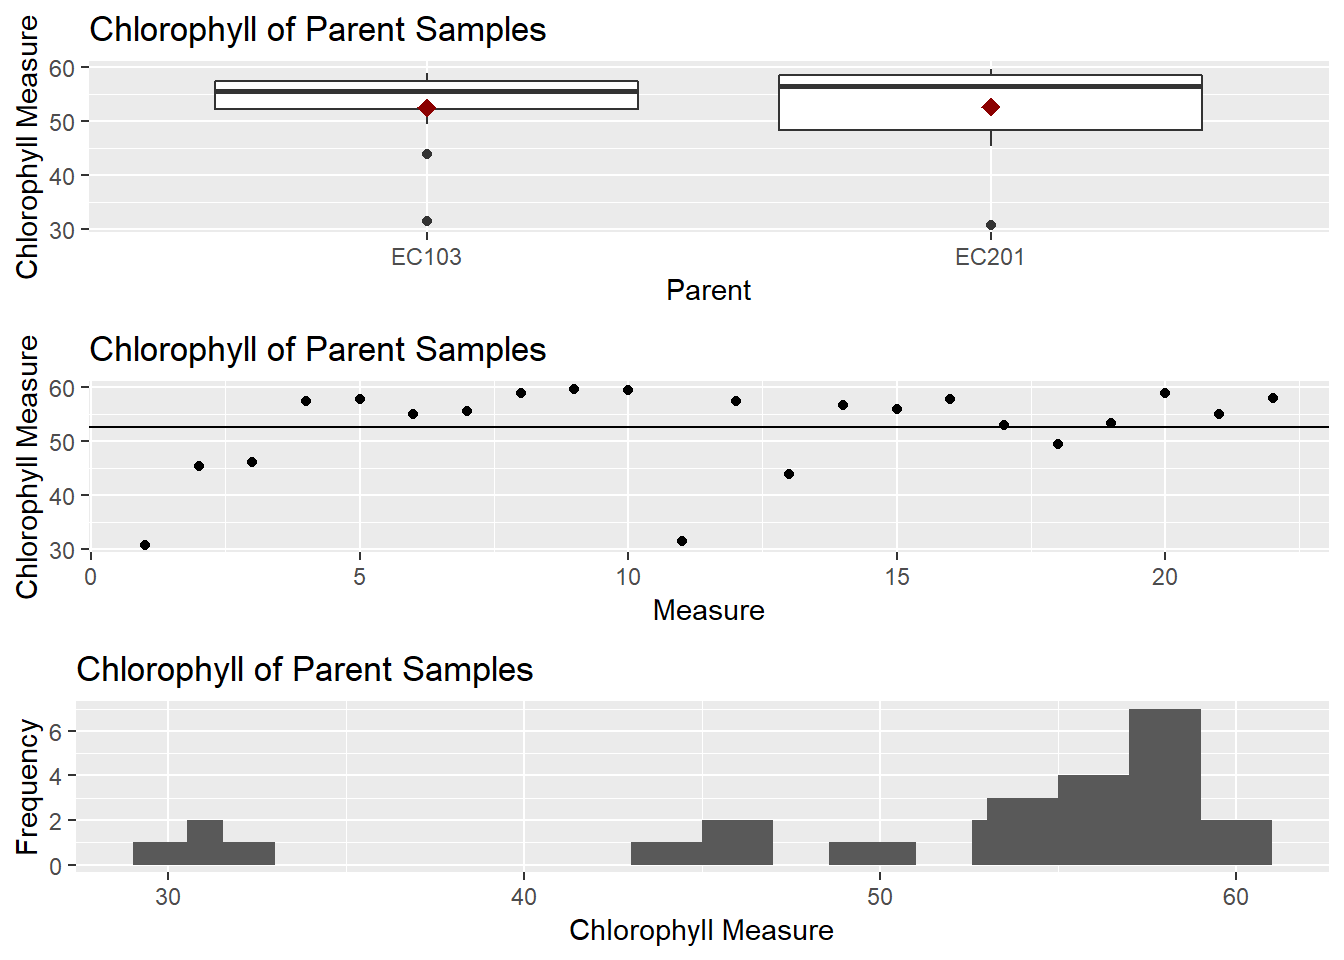 Chlorophyll of Parent Samples
Chlorophyll Measure
60
50
40
30
EC103 EC201
Parent
Chlorophyll of Parent Samples
Chlorophyll Measure
60
50
40
30
0 5 10 15 20
Measure
Chlorophyll of Parent Samples
Frequency
6
4
2
0
30 40 50 60
Chlorophyll Measure